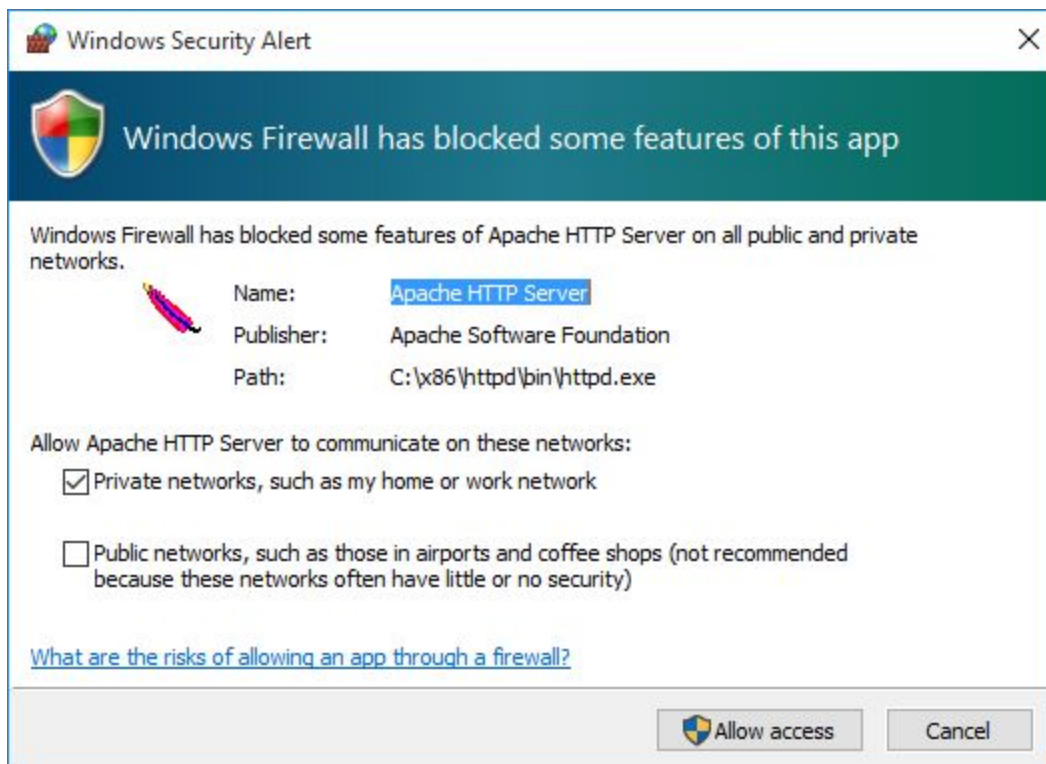 Windows Security Alert
Windows Firewall has blocked some features of this app
Windows Firewall has blocked some features of Apache HTTP Server on all public and private
networks.
Name: Apache HTTP Server
Publisher: Apache Software Foundation
Path: C:\x86\httpd\bin\httpd.exe
Allow Apache HTTP Server to communicate on these networks:
Private networks, such as my home or work network
Public networks, such as those in airports and coffee shops (not recommended
because these networks often have little or no security)
What are the risks of allowing an app through a firewall?
Allow access Cancel